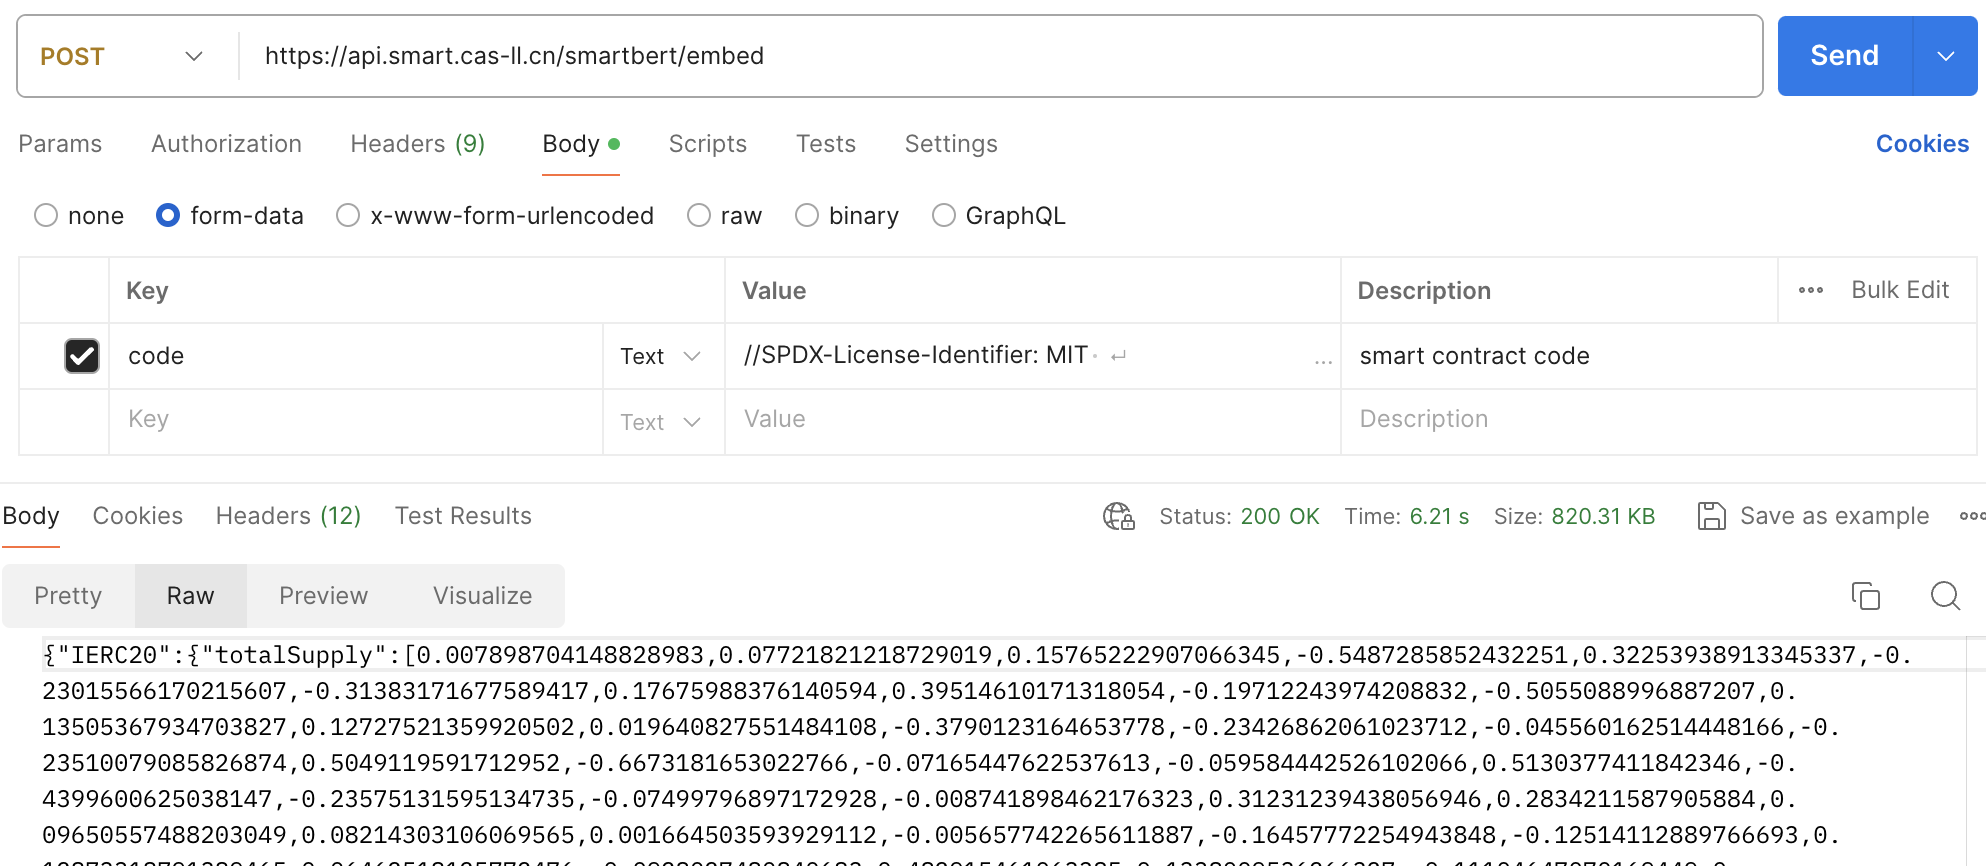 POST https://api.smart.cas-ll.cn/smartbert/embed Send
Params Authorization Headers (9) Body Scripts Tests Settings Cookies
none form-data x-www-form-urlencoded raw binary GraphQL
Key Value Description ••• Bulk Edit
code Text //SPDX-License-Identifier: MIT· ↵ ... smart contract code
Key Text Value Description
Body Cookies Headers (12) Test Results Status: 200 OK Time: 6.21 s Size: 820.31 KB Save as example
Pretty Raw Preview Visualize
{"IERC20":{"totalSupply":[0.007898704148828983,0.07721821218729019,0.15765222907066345,-0.5487285852432251,0.32253938913345337,-0.
23015566170215607,-0.31383171677589417,0.17675988376140594,0.39514610171318054,-0.19712243974208832,-0.5055088996887207,0.
13505367934703827,0.12727521359920502,0.019640827551484108,-0.3790123164653778,-0.23426862061023712,-0.045560162514448166,-0.
23510079085826874,0.5049119591712952,-0.6673181653022766,-0.07165447622537613,-0.059584442526102066,0.5130377411842346,-0.
4399600625038147,-0.23575131595134735,-0.07499796897172928,-0.008741898462176323,0.31231239438056946,0.2834211587905884,0.
09650557488203049,0.08214303106069565,0.001664503593929112,-0.005657742265611887,-0.16457772254943848,-0.12514112889766693,0.